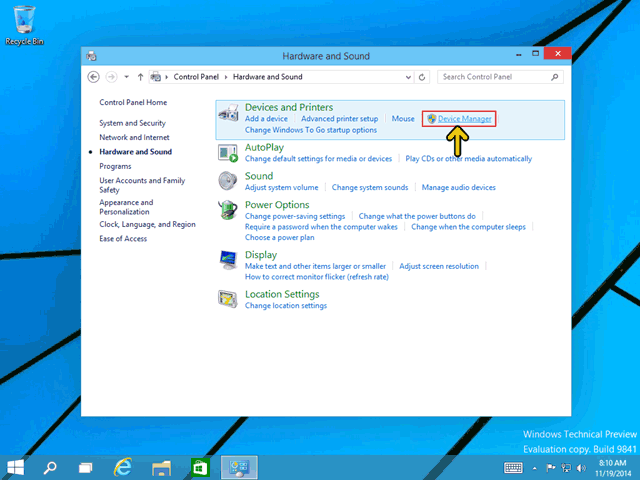 Recycle Bin
Hardware and Sound
Control Panel Hardware and Sound
Search Control Panel
Control Panel Home
System and Security
Network and Internet
Hardware and Sound
Programs
User Accounts and Family
Safety
Appearance and
Personalization
Clock, Language, and Region
Ease of Access
Devices and Printers
Add a device Advanced printer setup Mouse Device Manager
Change Windows To Go startup options
AutoPlay
Change default settings for media or devices Play CDs or other media automatically
Sound
Adjust system volume Change system sounds Manage audio devices
Power Options
Change power-saving settings Change what the power buttons do
Require a password when the computer wakes Change when the computer sleeps
Choose a power plan
Display
Make text and other items larger or smaller Adjust screen resolution
How to correct monitor flicker (refresh rate)
Location Settings
Change location settings
Windows Technical Preview
Evaluation copy. Build 9841
8:10 AM
11/19/2014